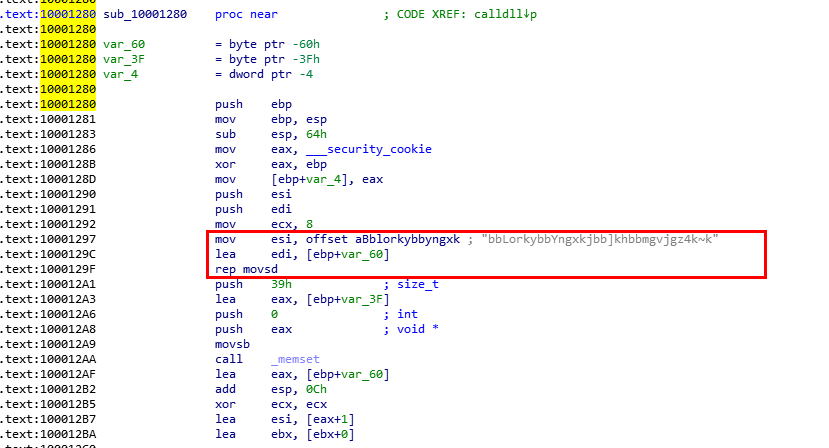 .text:10001280 sub_10001280 proc near ; CODE XREF: calldll↓p
.text:10001280
.text:10001280 var_60 = byte ptr -60h
.text:10001280 var_3F = byte ptr -3Fh
.text:10001280 var_4 = dword ptr -4
.text:10001280
.text:10001280 push ebp
.text:10001281 mov ebp, esp
.text:10001283 sub esp, 64h
.text:10001286 mov eax, ___security_cookie
.text:1000128B xor eax, ebp
.text:1000128D mov [ebp+var_4], eax
.text:10001290 push esi
.text:10001291 push edi
.text:10001292 mov ecx, 8
.text:10001297 mov esi, offset aBblorkybbyngxk ; "bbLorkybbYngxkjbb]khbbmgvjgz4k~k"
.text:1000129C lea edi, [ebp+var_60]
.text:1000129F rep movsd
.text:100012A1 push 39h ; size_t
.text:100012A3 lea eax, [ebp+var_3F]
.text:100012A6 push 0 ; int
.text:100012A8 push eax ; void *
.text:100012A9 movsb
.text:100012AA call _memset
.text:100012AF lea eax, [ebp+var_60]
.text:100012B2 add esp, 0Ch
.text:100012B5 xor ecx, ecx
.text:100012B7 lea esi, [eax+1]
.text:100012BA lea ebx, [ebx+0]